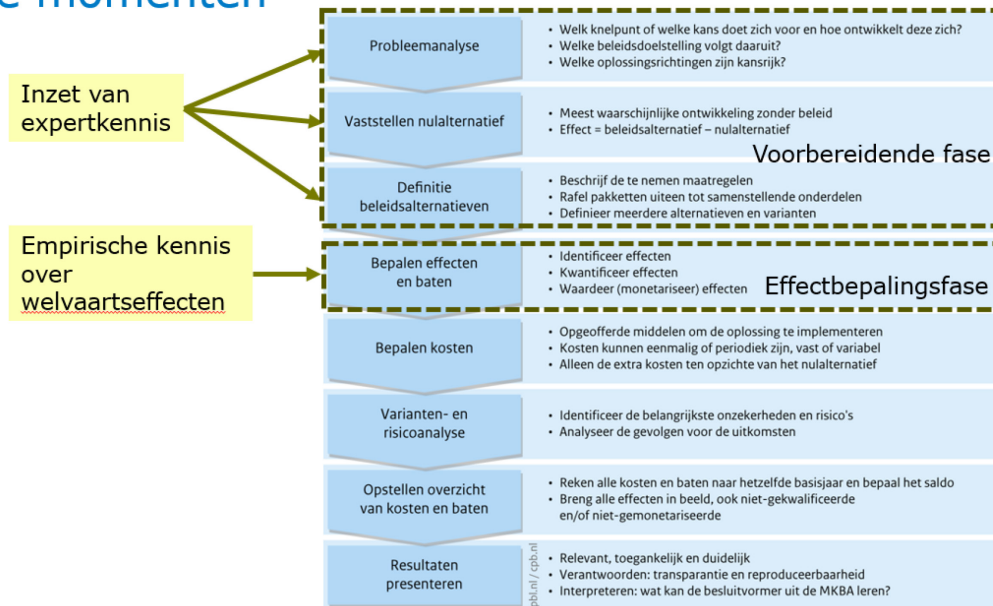 e momenten
Inzet van
expertkennis
Empirische kennis
over
welvaartseffecten
Probleemanalyse
• Welk knelpunt of welke kans doet zich voor en hoe ontwikkelt deze zich?
• Welke beleidsdoelstelling volgt daaruit?
• Welke oplossingsrichtingen zijn kansrijk?
Vaststellen nulalternatief
• Meest waarschijnlijke ontwikkeling zonder beleid
• Effect = beleidsalternatief – nulalternatief
Voorbereidende fase
Definitie
beleidsalternatieven
• Beschrijf de te nemen maatregelen
• Rafel pakketten uiteen tot samenstellende onderdelen
• Definieer meerdere alternatieven en varianten
Bepalen effecten
en baten
• Identificeer effecten
• Kwantificeer effecten
• Waardeer (monetariseer) effecten
Effectbepalingsfase
Bepalen kosten
• Opgeofferde middelen om de oplossing te implementeren
• Kosten kunnen eenmalig of periodiek zijn, vast of variabel
• Alleen de extra kosten ten opzichte van het nulalternatief
Varianten- en
risicoanalyse
• Identificeer de belangrijkste onzekerheden en risico's
• Analyseer de gevolgen voor de uitkomsten
Opstellen overzicht
van kosten en baten
• Reken alle kosten en baten naar hetzelfde basisjaar en bepaal het saldo
• Breng alle effecten in beeld, ook niet-gekwalificeerde
en/of niet-gemonetariseerde
Resultaten
presenteren
• Relevant, toegankelijk en duidelijk
• Verantwoorden: transparantie en reproduceerbaarheid
• Interpreteren: wat kan de besluitvormer uit de MKBA leren?
pbl.nl / cpb.nl